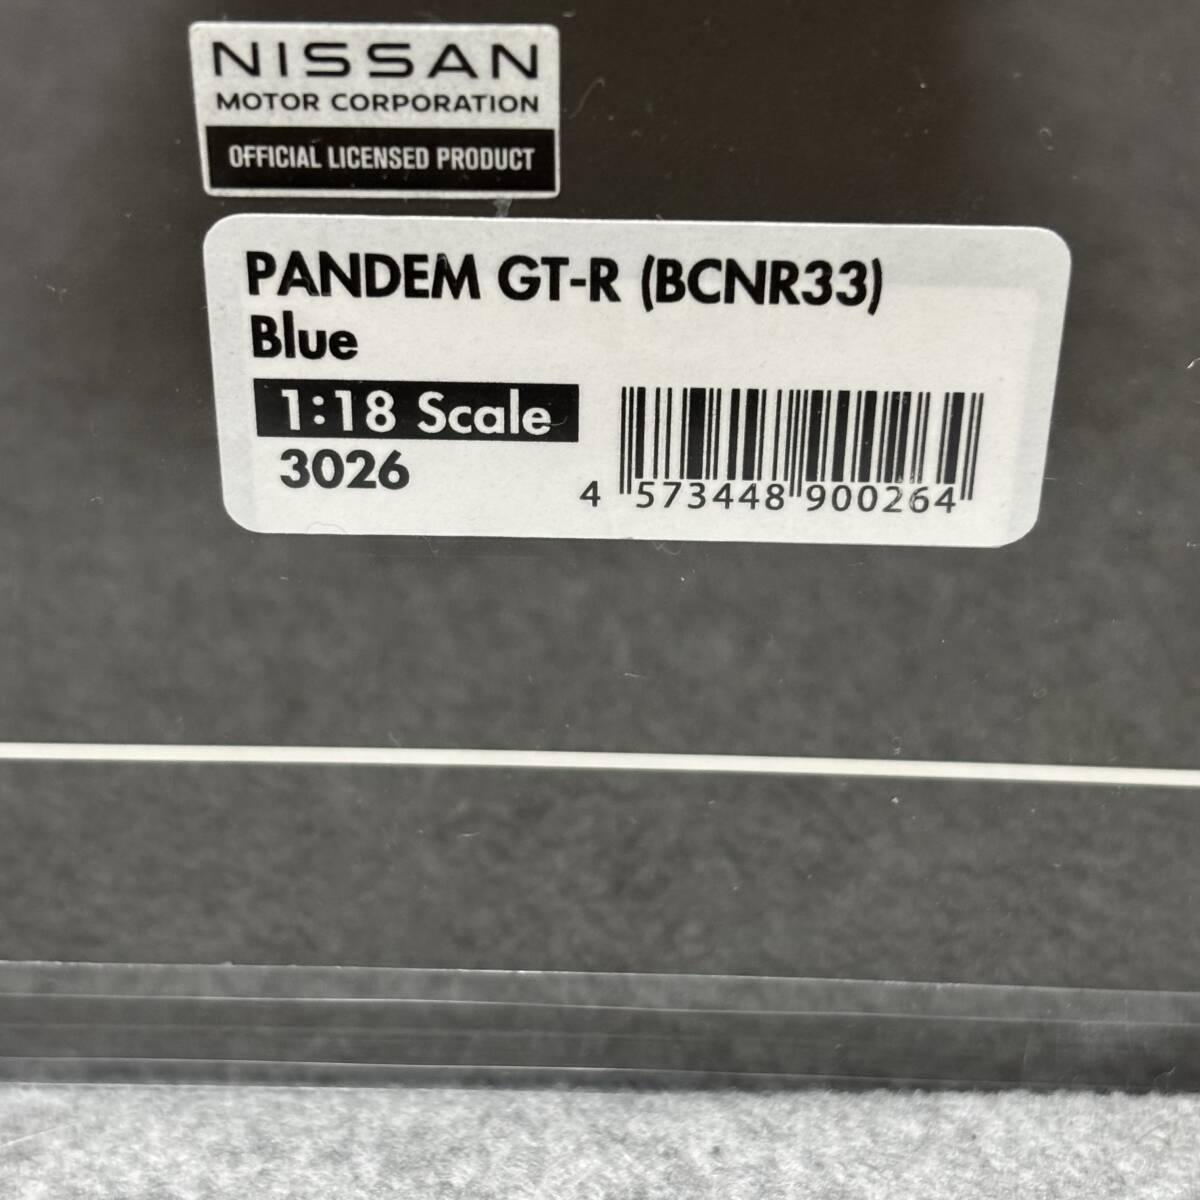 NISSAN
MOTOR CORPORATION
OFFICIAL LICENSED PRODUCT
PANDEM GT-R (BCNR33)
Blue
1:18 Scale
3026
4 573448 900264